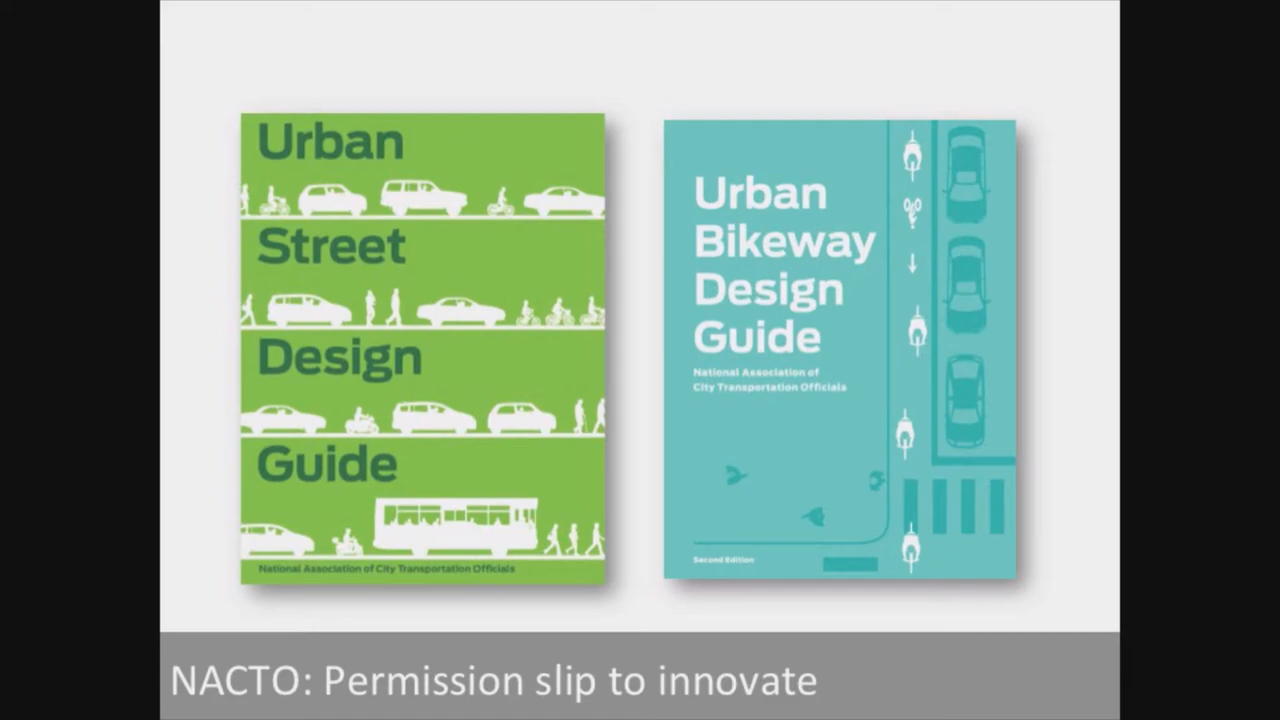 Urban
Street
Design
Guide
National Association of City Transportation Officials
Urban
Bikeway
Design
Guide
National Association of
City Transportation Officials
Second Edition
NACTO: Permission slip to innovate